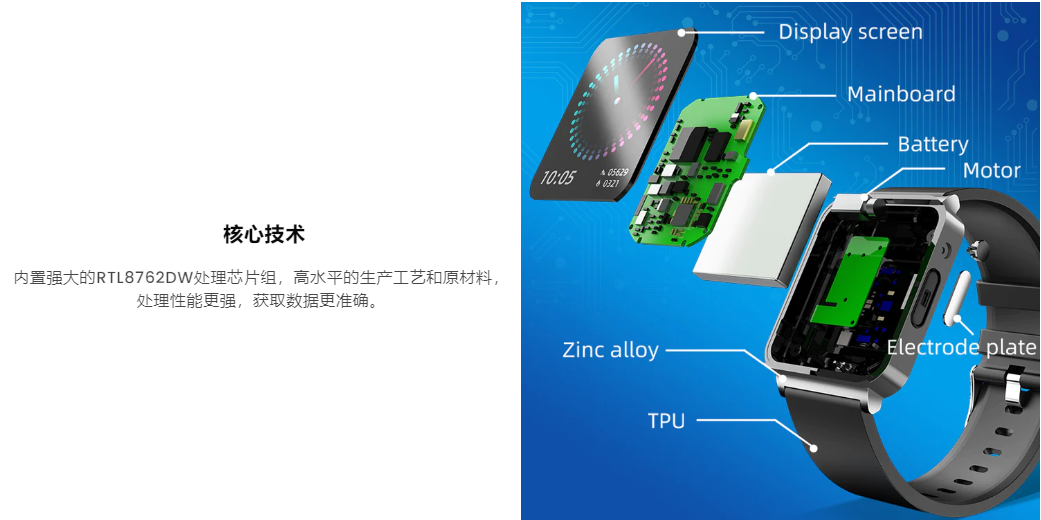 核心技术
内置强大的RTL8762DW处理芯片组，高水平的生产工艺和原材料，
处理性能更强，获取数据更准确。
Display screen
Mainboard
Battery
Motor
10:05
05629
0321
Electrode plate
Zinc alloy
TPU